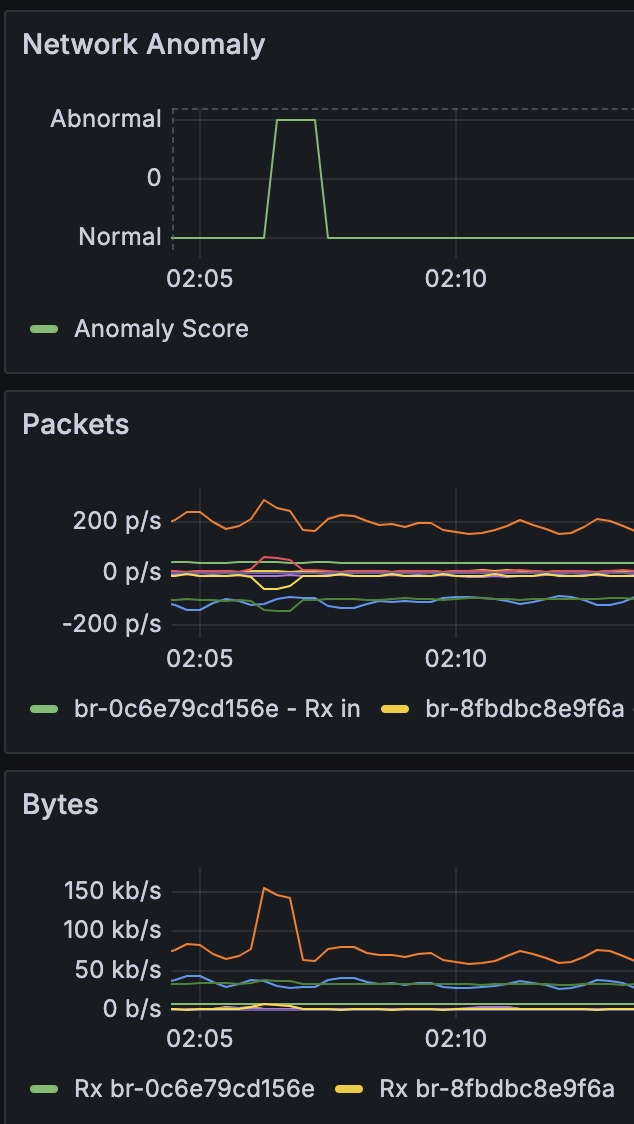 Network Anomaly
Abnormal
0
Normal
02:05 02:10
Anomaly Score
Packets
200 p/s
0 p/s
-200 p/s
02:05 02:10
br-0c6e79cd156e - Rx in br-8fbdbc8e9f6a -
Bytes
150 kb/s
100 kb/s
50 kb/s
0 b/s
02:05 02:10
Rx br-0c6e79cd156e Rx br-8fbdbc8e9f6a